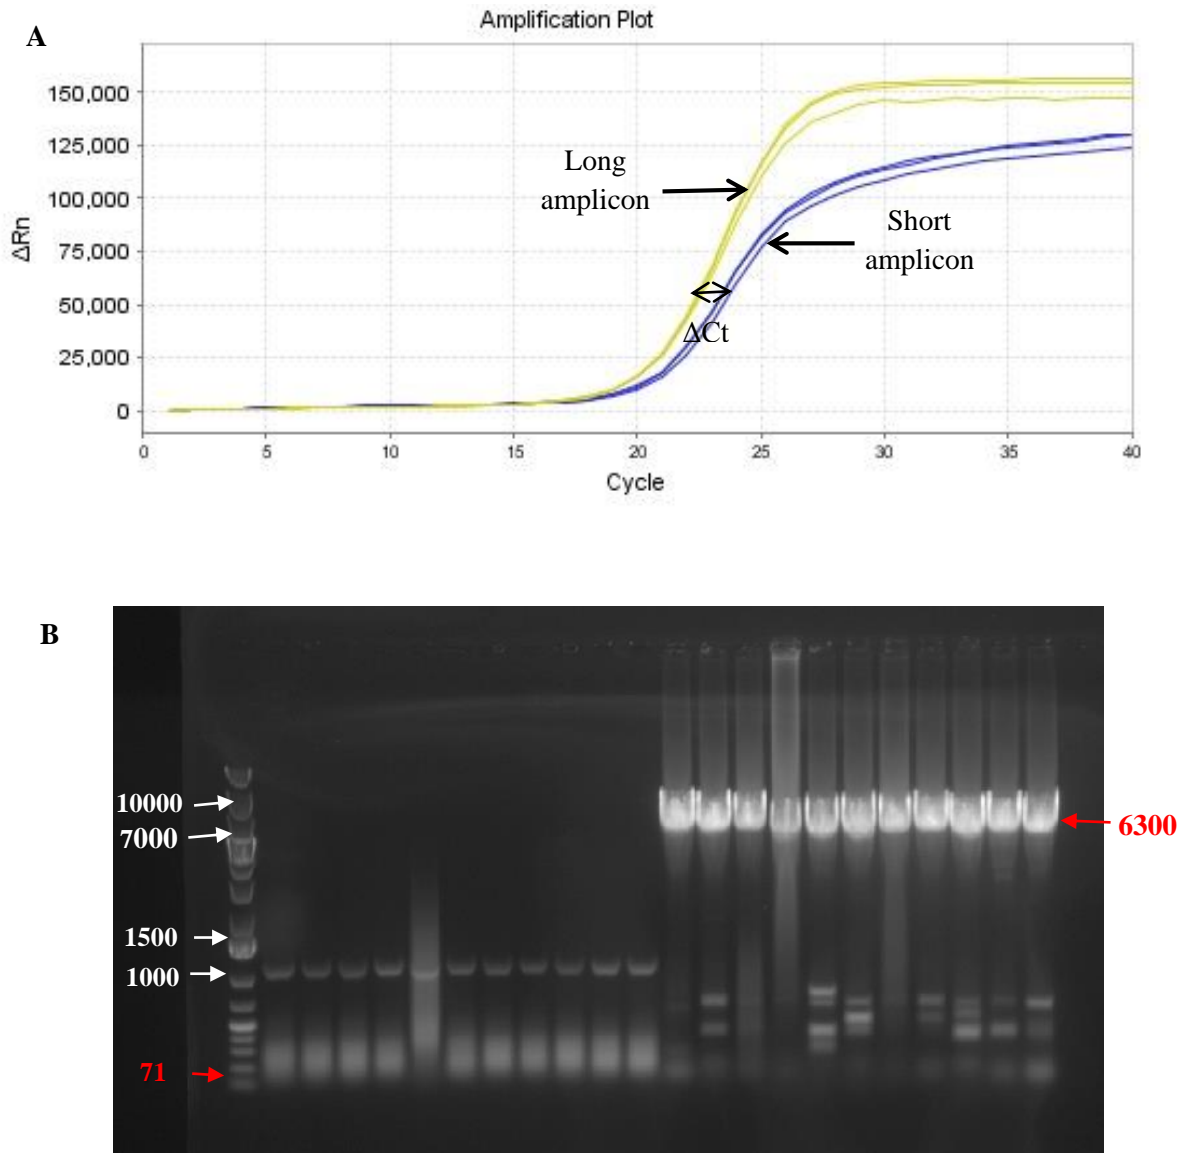 A
Amplification Plot
150,000
125,000
100,000
75,000
50,000
25,000
0
ΔRn
Long
amplicon
Short
amplicon
ΔCt
0 5 10 15 20 25 30 35 40
Cycle
B
10000
7000
1500
1000
71
6300